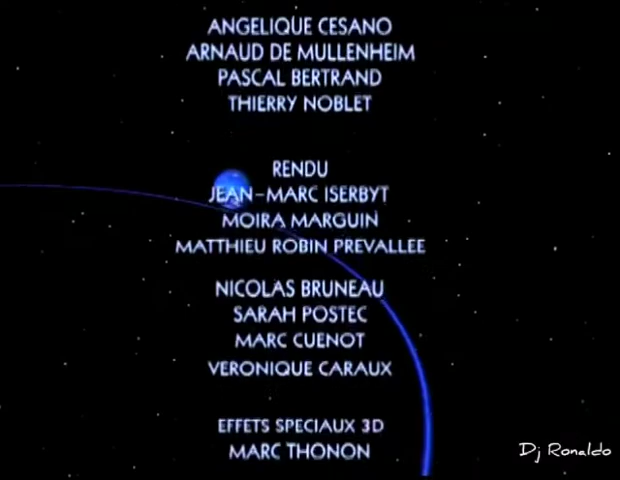 ANGELIQUE CESANO
ARNAUD DE MULLENHEIM
PASCAL BERTRAND
THIERRY NOBLET
RENDU
JEAN-MARC ISERBYT
MOIRA MARGUIN
MATTHIEU ROBIN PREVALLEE
NICOLAS BRUNEAU
SARAH POSTEC
MARC CUENOT
VERONIQUE CARAUX
EFFETS SPECIAUX 3D
MARC THONON
Dj Ronaldo